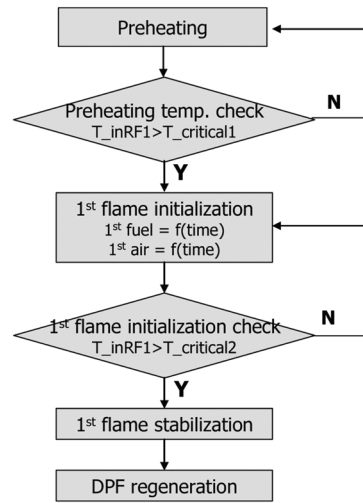 Preheating
Preheating temp. check
T_inRF1>T_critical1
N
Y
1st flame initialization
1st fuel = f(time)
1st air = f(time)
1st flame initialization check
T_inRF1>T_critical2
N
Y
1st flame stabilization
DPF regeneration